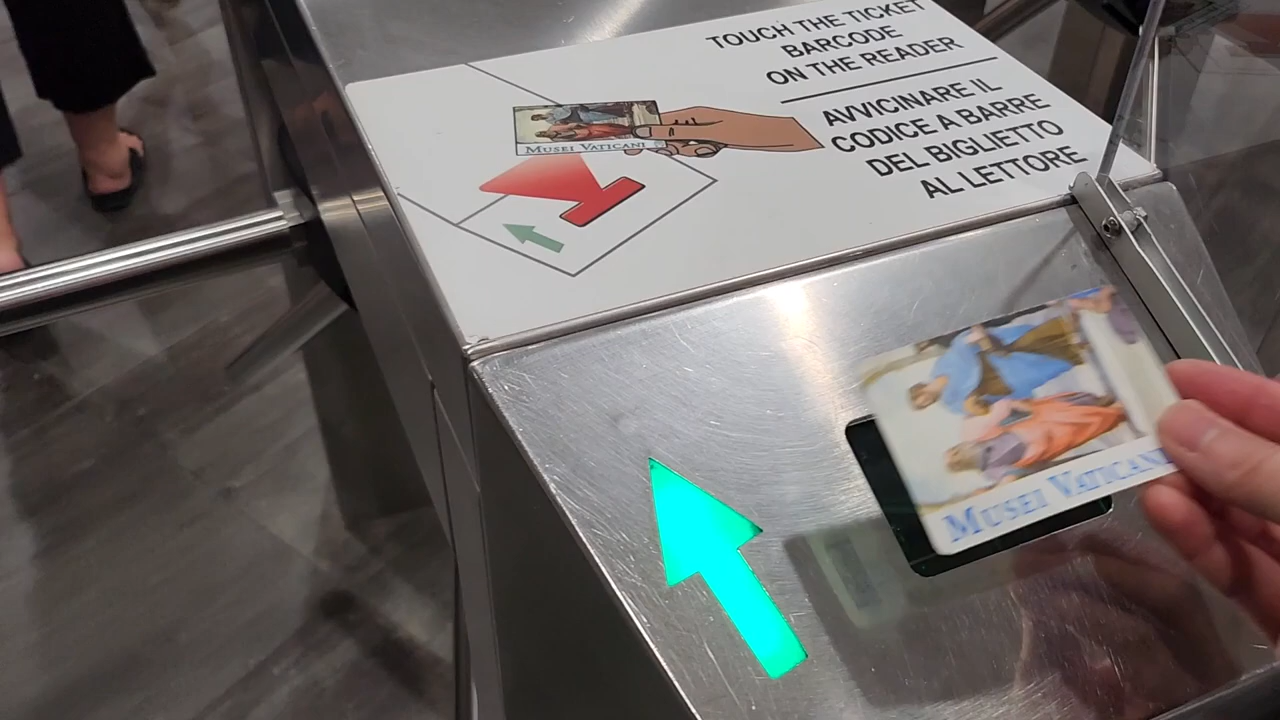 TOUCH THE TICKET
BARCODE
ON THE READER
AVVICINARE IL
CODICE A BARRE
DEL BIGLIETTO
AL LETTORE
MUSEI VATICANI
MUSEI VATICANI